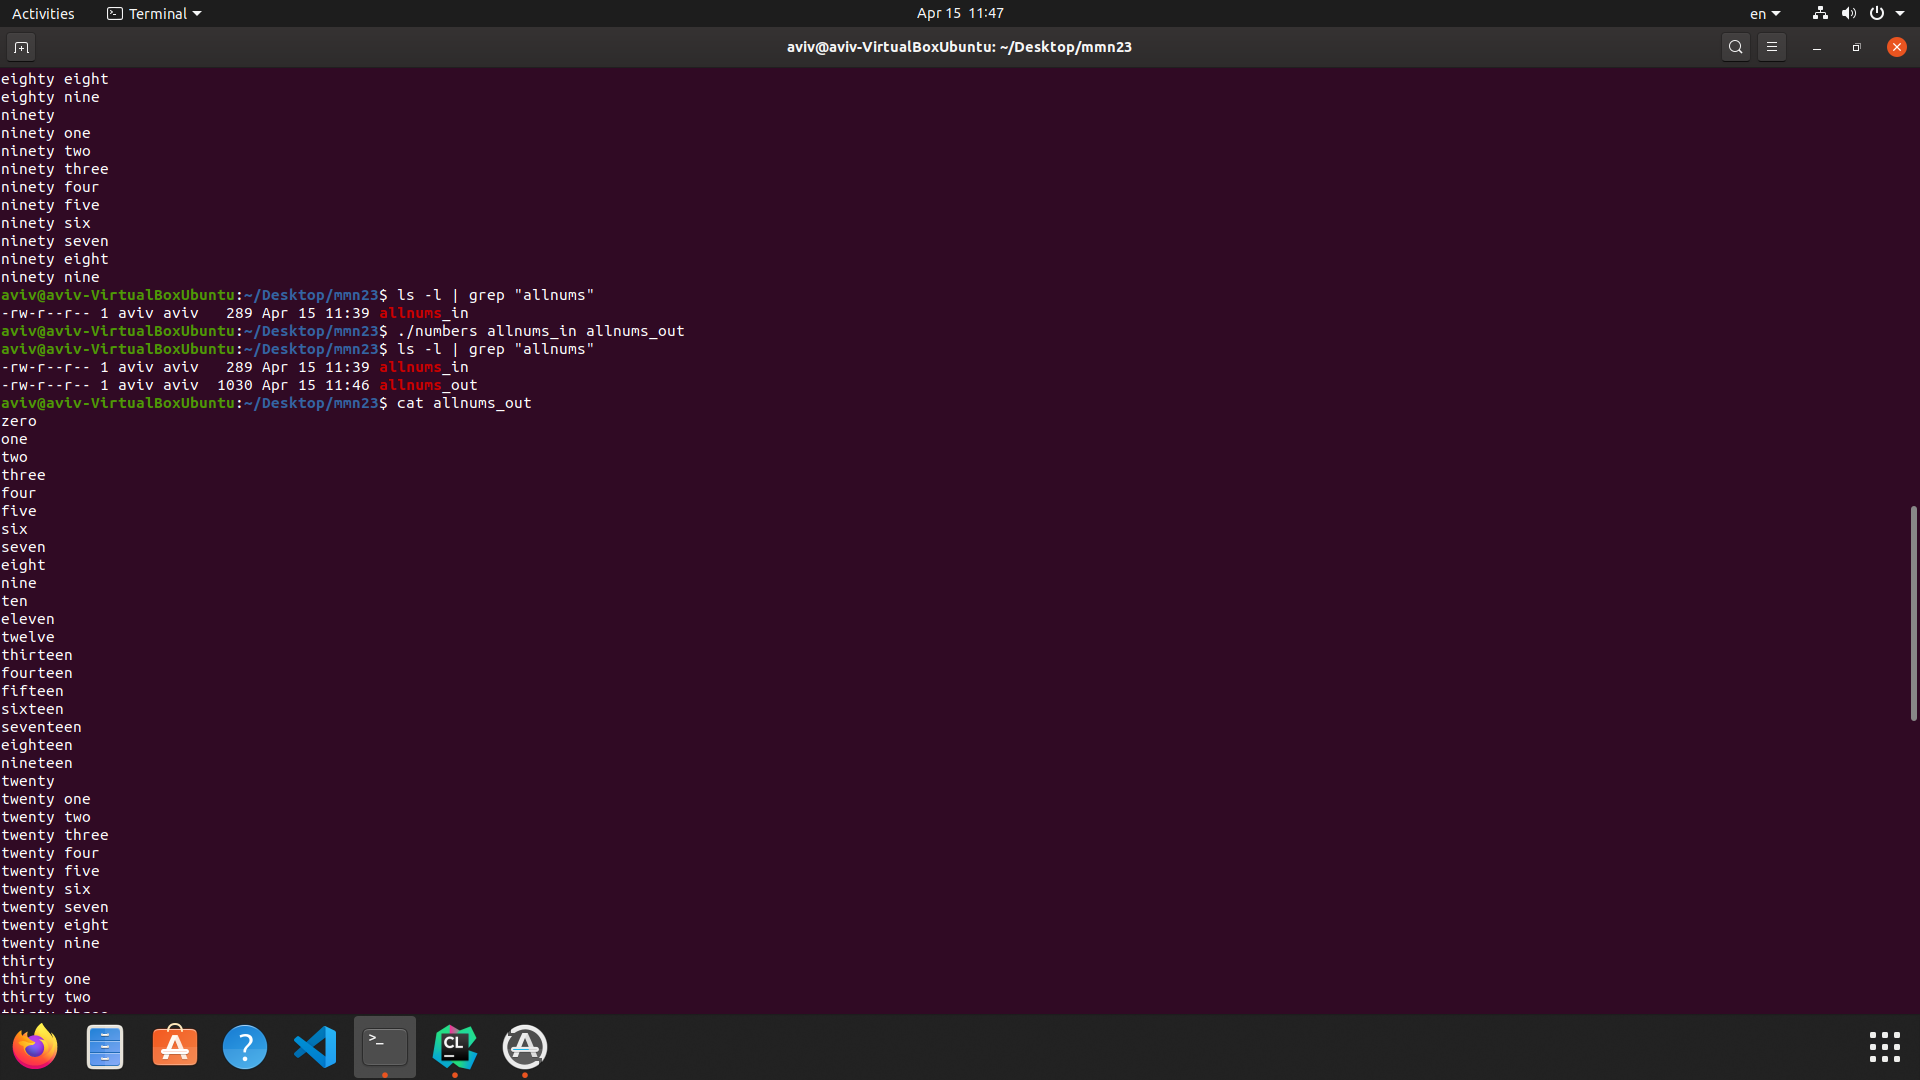 Activities
Terminal
Apr 15 11:47
en
aviv@aviv-VirtualBoxUbuntu: ~/Desktop/mmn23
eighty eight
eighty nine
ninety
ninety one
ninety two
ninety three
ninety four
ninety five
ninety six
ninety seven
ninety eight
ninety nine
aviv@aviv-VirtualBoxUbuntu:~/Desktop/mmn23$ ls -l | grep "allnums"
-rw-r--r-- 1 aviv aviv   289 Apr 15 11:39 allnums_in
aviv@aviv-VirtualBoxUbuntu:~/Desktop/mmn23$ ./numbers allnums_in allnums_out
aviv@aviv-VirtualBoxUbuntu:~/Desktop/mmn23$ ls -l | grep "allnums"
-rw-r--r-- 1 aviv aviv   289 Apr 15 11:39 allnums_in
-rw-r--r-- 1 aviv aviv  1030 Apr 15 11:46 allnums_out
aviv@aviv-VirtualBoxUbuntu:~/Desktop/mmn23$ cat allnums_out
zero
one
two
three
four
five
six
seven
eight
nine
ten
eleven
twelve
thirteen
fourteen
fifteen
sixteen
seventeen
eighteen
nineteen
twenty
twenty one
twenty two
twenty three
twenty four
twenty five
twenty six
twenty seven
twenty eight
twenty nine
thirty
thirty one
thirty two
thirty three
>_
?
CL